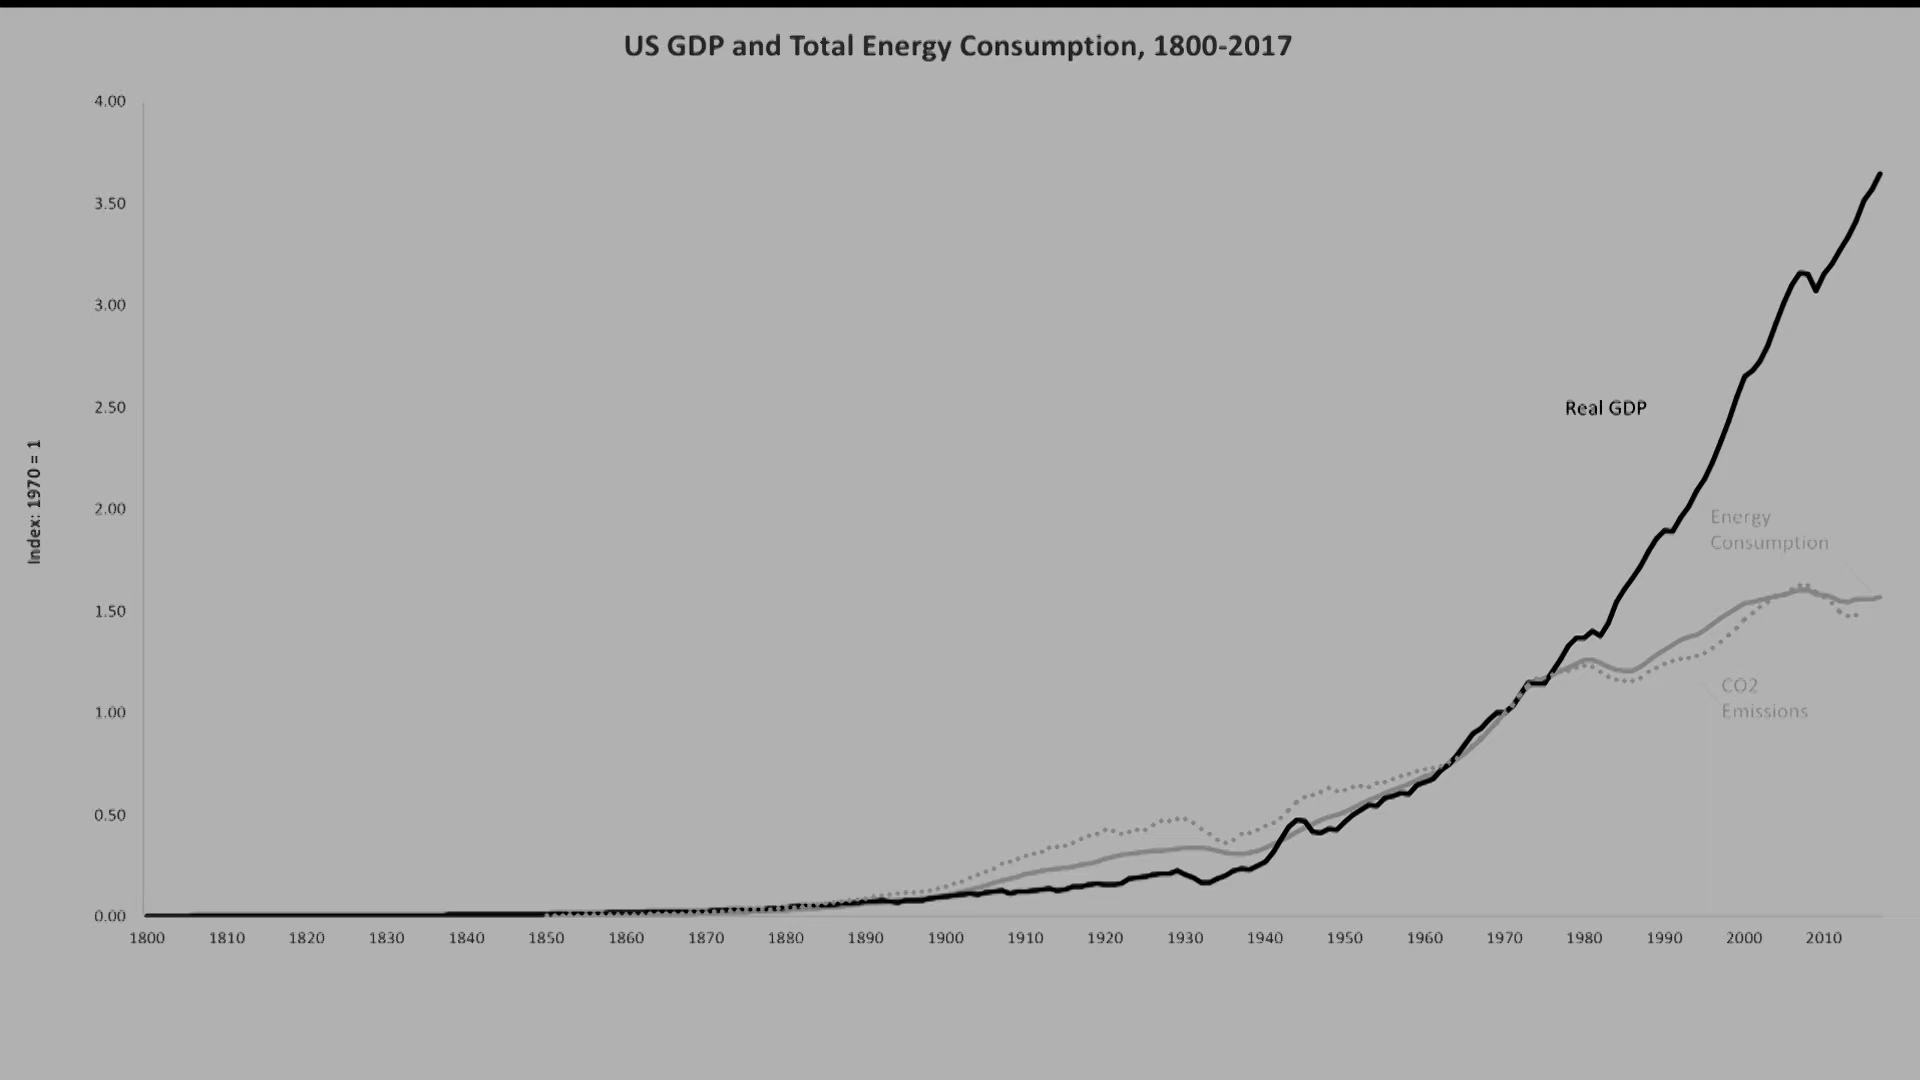 US GDP and Total Energy Consumption, 1800-2017
4.00
3.50
3.00
2.50
2.00
1.50
1.00
0.50
0.00
Index: 1970 = 1
Real GDP
Energy
Consumption
CO2
Emissions
1800 1810 1820 1830 1840 1850 1860 1870 1880 1890 1900 1910 1920 1930 1940 1950 1960 1970 1980 1990 2000 2010